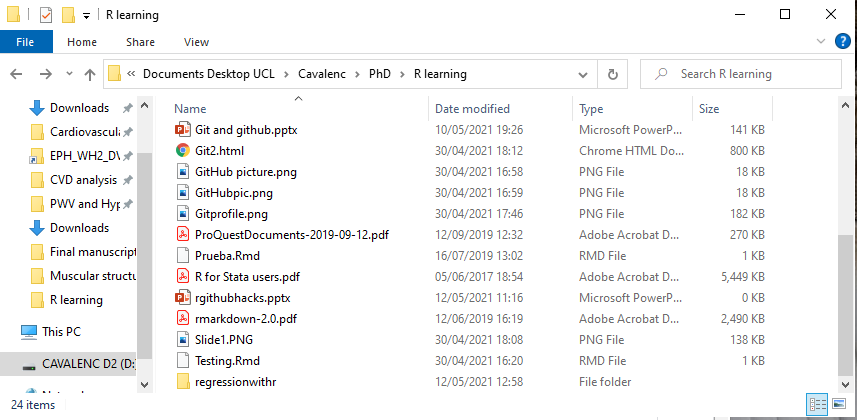 R learning
File Home Share View
Documents Desktop UCL Cavalenc PhD R learning Search R learning
Downloads
Cardiovascula
EPH_WH2_DV
CVD analysis
PWV and Hyp
Downloads
Final manuscript
Muscular structu
R learning
This PC
CAVALENC D2 (D:
Name Date modified Type Size
Git and github.pptx 10/05/2021 19:26 Microsoft PowerP... 141 KB
Git2.html 30/04/2021 18:12 Chrome HTML Do... 800 KB
GitHub picture.png 30/04/2021 16:58 PNG File 18 KB
GitHubpic.png 30/04/2021 16:59 PNG File 18 KB
Gitprofile.png 30/04/2021 17:46 PNG File 182 KB
ProQuestDocuments-2019-09-12.pdf 12/09/2019 12:32 Adobe Acrobat D... 270 KB
Prueba.Rmd 16/07/2019 13:02 RMD File 1 KB
R for Stata users.pdf 05/06/2017 18:54 Adobe Acrobat D... 5,449 KB
rgithubhacks.pptx 12/05/2021 11:16 Microsoft PowerP... 0 KB
rmarkdown-2.0.pdf 12/06/2019 16:19 Adobe Acrobat D... 2,490 KB
Slide1.PNG 30/04/2021 18:08 PNG File 138 KB
Testing.Rmd 30/04/2021 16:20 RMD File 1 KB
regressionwithr 12/05/2021 12:58 File folder
24 items